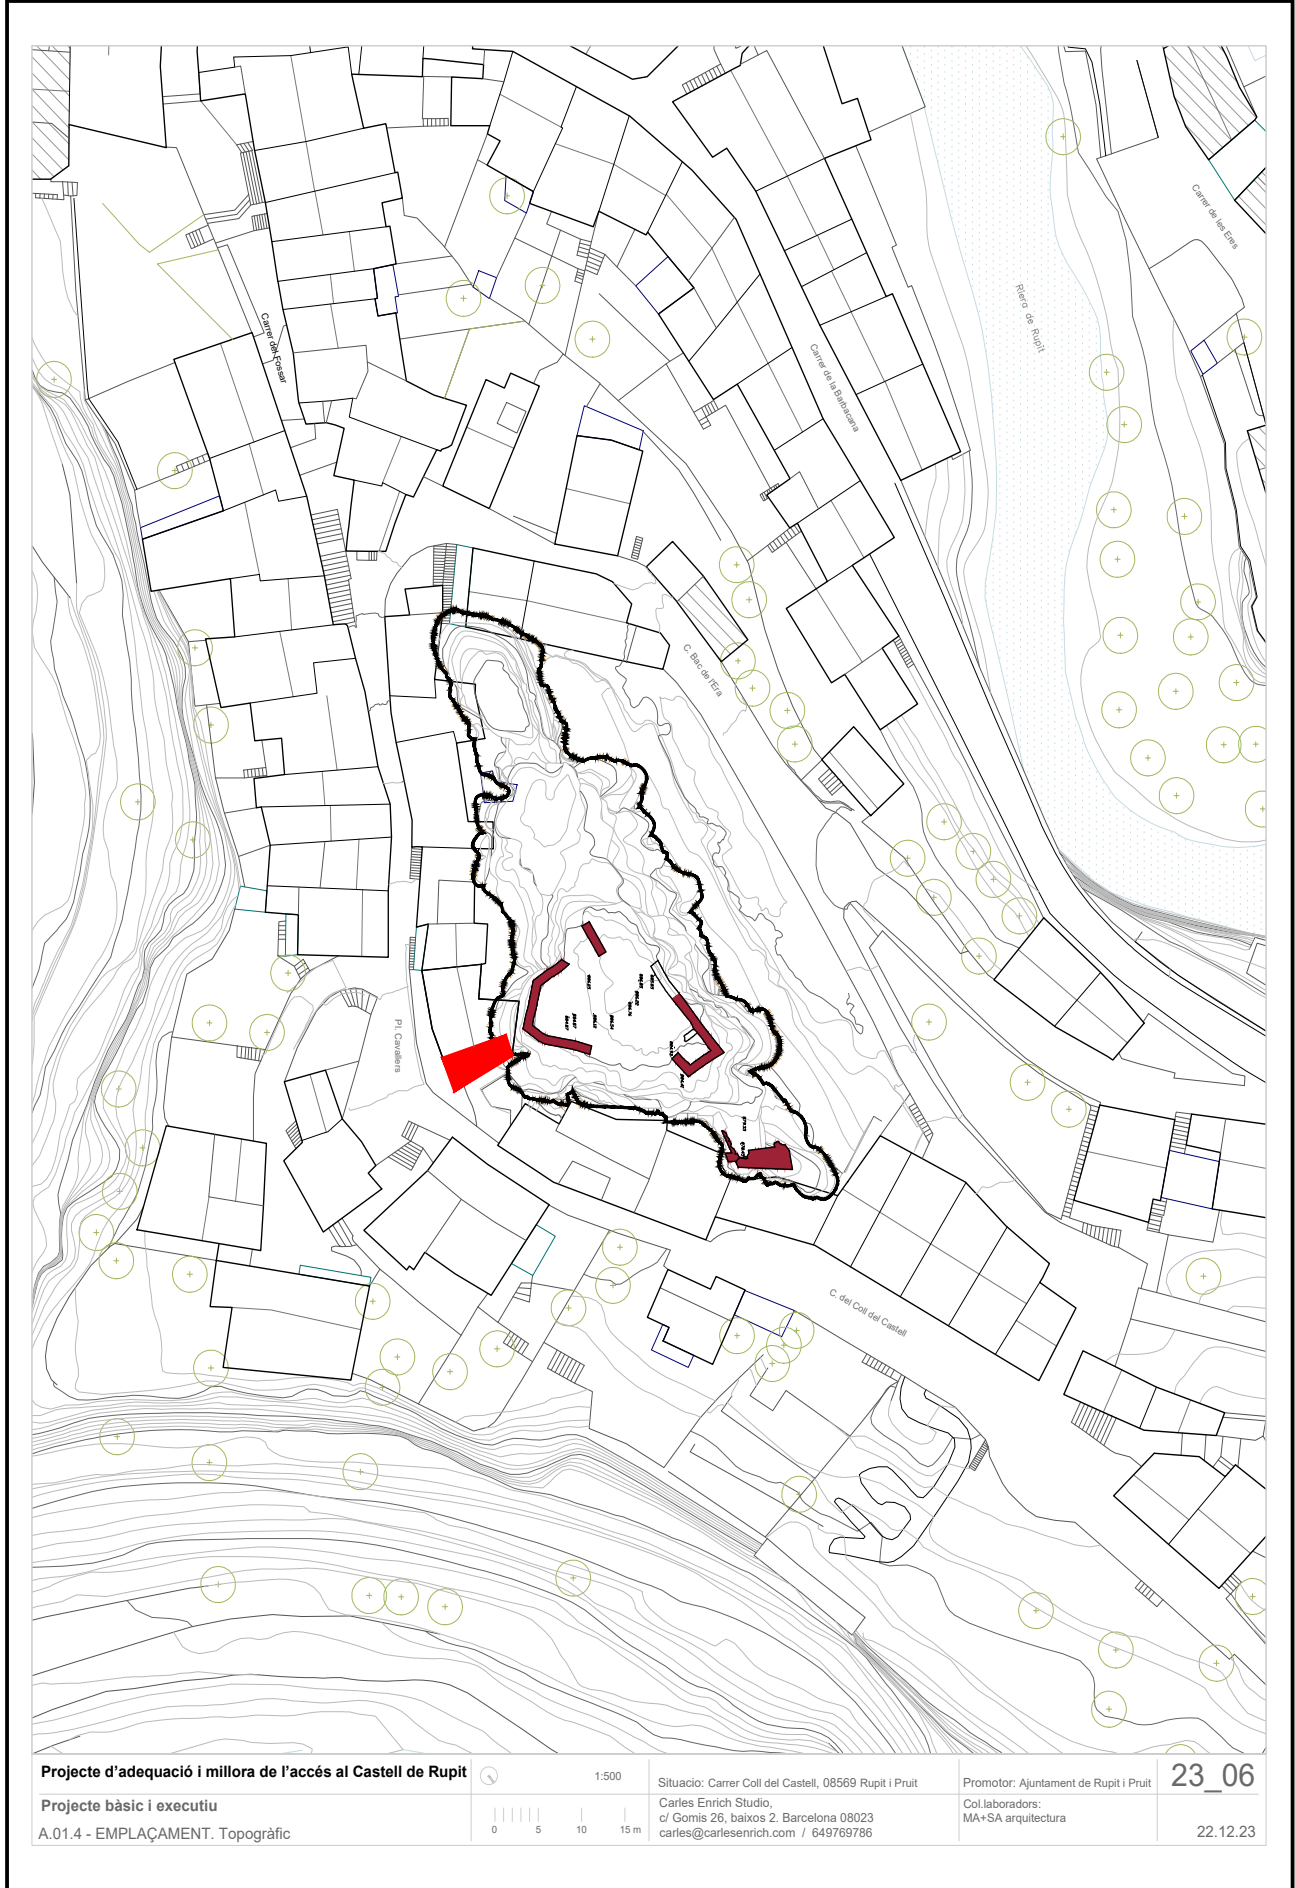 Carrer de les Eres
Riera de Rupit
Carrer del Fossar
Carrer de la Barbacana
C. Bac de l'Era
Pl. Cavallers
C. del Coll del Castell
Projecte d'adequació i millora de l'accés al Castell de Rupit
Projecte bàsic i executiu
A.01.4 - EMPLAÇAMENT. Topogràfic
1:500
0 5 10 15 m
Situacio: Carrer Coll del Castell, 08569 Rupit i Pruit
Carles Enrich Studio,
c/ Gomis 26, baixos 2. Barcelona 08023
carles@carlesenrich.com / 649769786
Promotor: Ajuntament de Rupit i Pruit
Col.laboradors:
MA+SA arquitectura
23_06
22.12.23